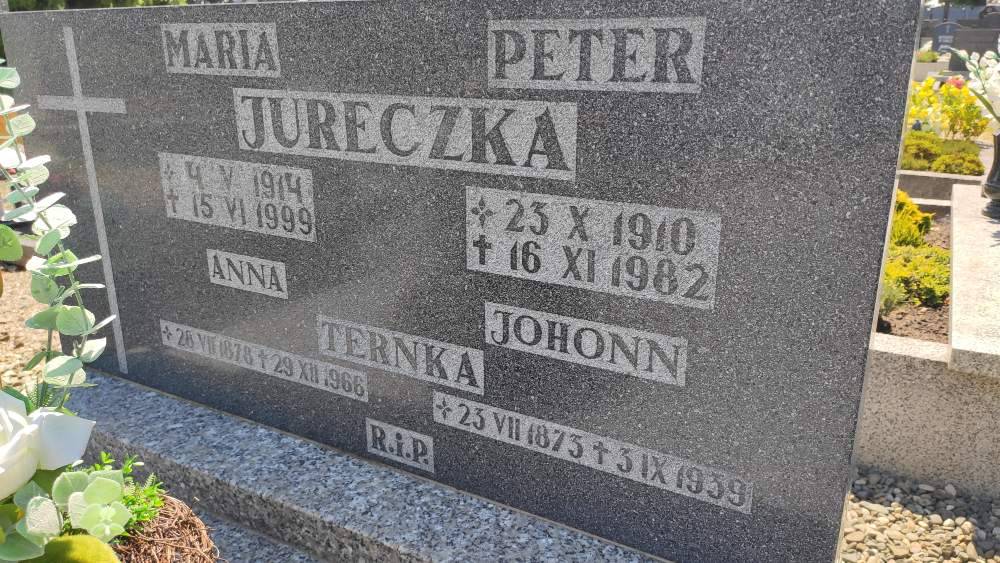 MARIA PETER
JURECZKA
4 V 1914
15 VI 1999
23 X 1910
16 XI 1982
ANNA JOHONN
TERNKA
28 VII 1878 ✝ 29 XII 1966
23 VII 1873 ✝ 3 IX 1939
R.i.P.